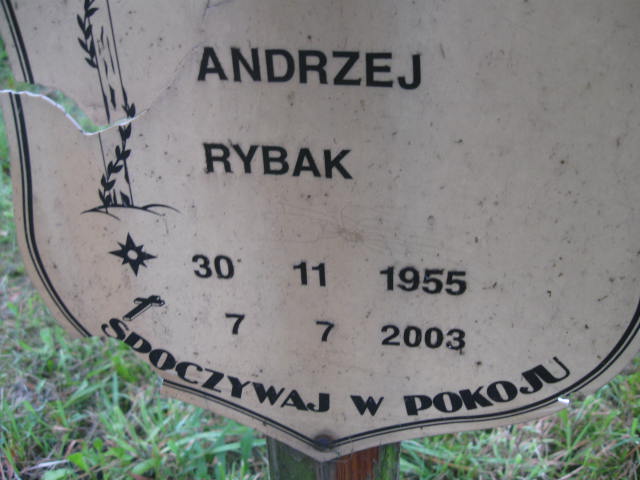 ANDRZEJ
RYBAK
30 11 1955
7 7 2003
SPOCZYWAJ W POKOJU